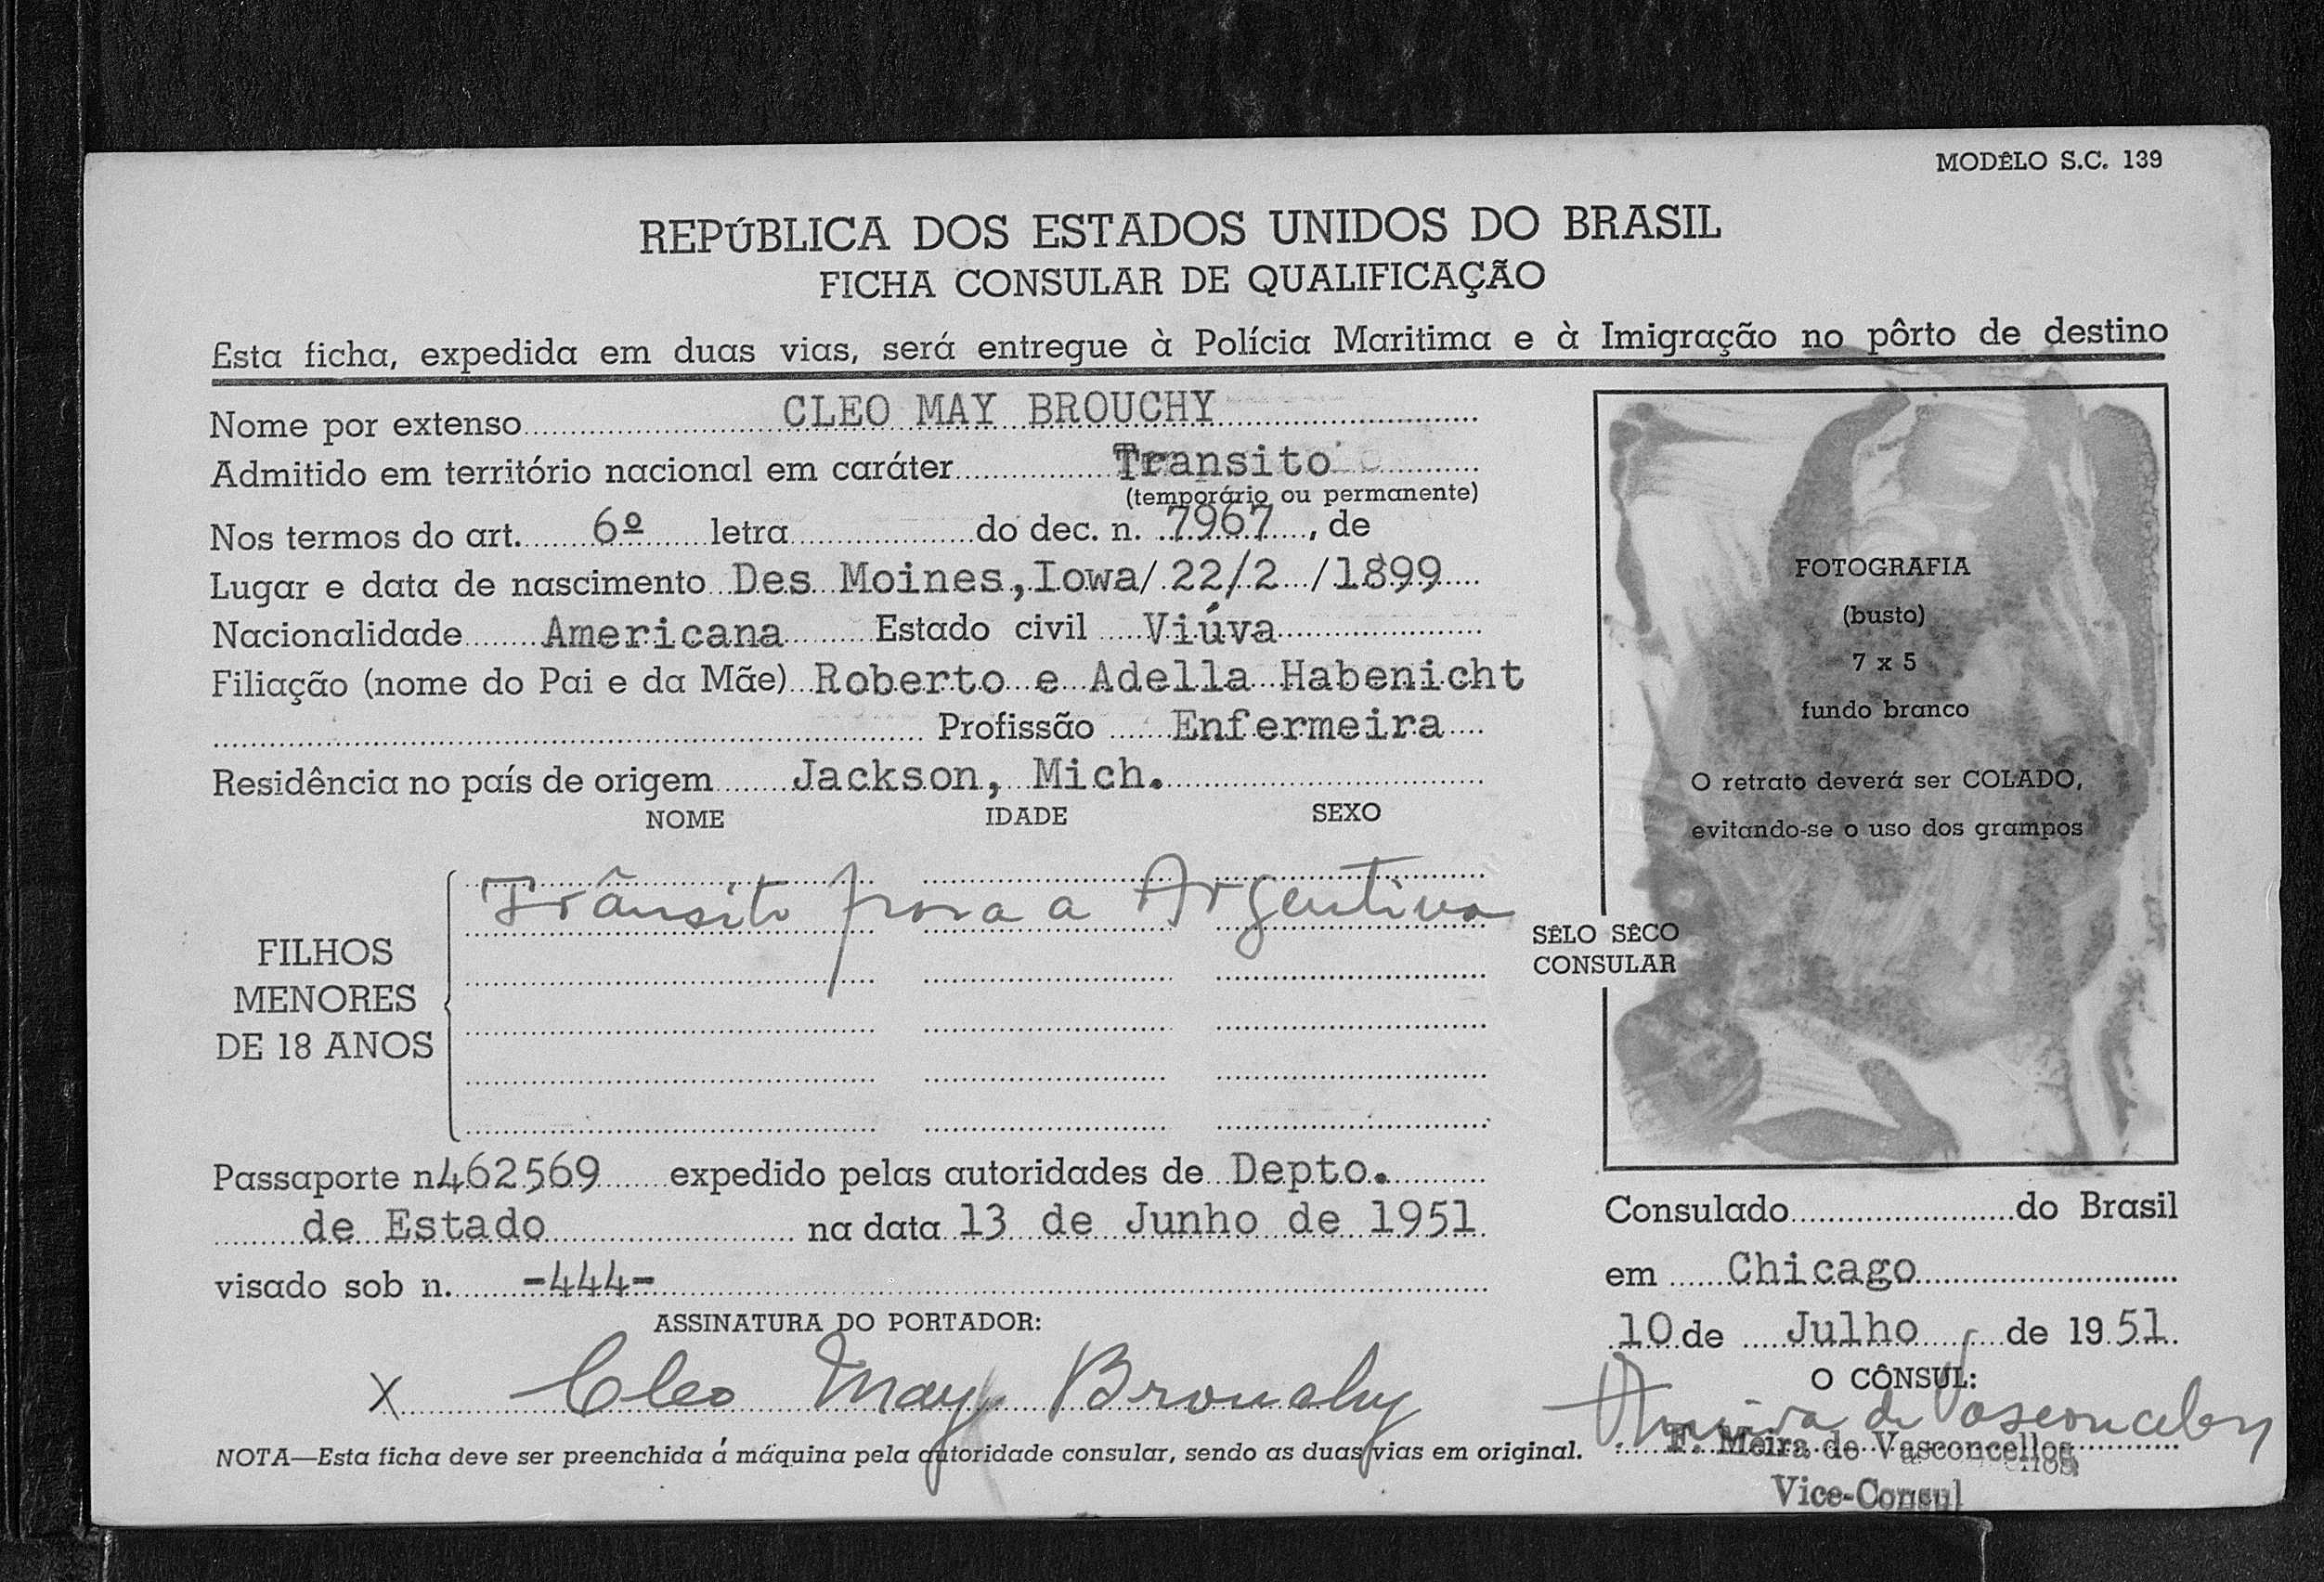 MODÊLO S.C. 139
REPÚBLICA DOS ESTADOS UNIDOS DO BRASIL
FICHA CONSULAR DE QUALIFICAÇÃO
Esta ficha, expedida em duas vias, será entregue à Polícia Maritima e à Imigração no pôrto de destino
Nome por extenso CLEO MAY BROUCHY
Admitido em território nacional em caráter Transito
(temporário ou permanente)
Nos termos do art. 6º letra do dec. n. 7967, de
Lugar e data de nascimento Des Moines, Iowa/ 22/2 /1899
Nacionalidade Americana Estado civil Viúva
Filiação (nome do Pai e da Mãe) Roberto e Adella Habenicht
Profissão Enfermeira
Residência no país de origem Jackson, Mich.
NOME IDADE SEXO
Trânsito para a Argentina
FILHOS
MENORES
DE 18 ANOS
FOTOGRAFIA
(busto)
7 x 5
fundo branco
O retrato deverá ser COLADO,
evitando-se o uso dos grampos
SÊLO SÊCO
CONSULAR
Passaporte n 462569 expedido pelas autoridades de Depto.
de Estado na data 13 de Junho de 1951
visado sob n. -444-
ASSINATURA DO PORTADOR:
X Cleo May Brouchy
NOTA—Esta ficha deve ser preenchida á máquina pela autoridade consular, sendo as duas vias em original.
Consulado do Brasil
em Chicago
10 de Julho de 1951
O CÔNSUL:
de Vasconcellos
F. Meira de Vasconcellos
Vice-Consul